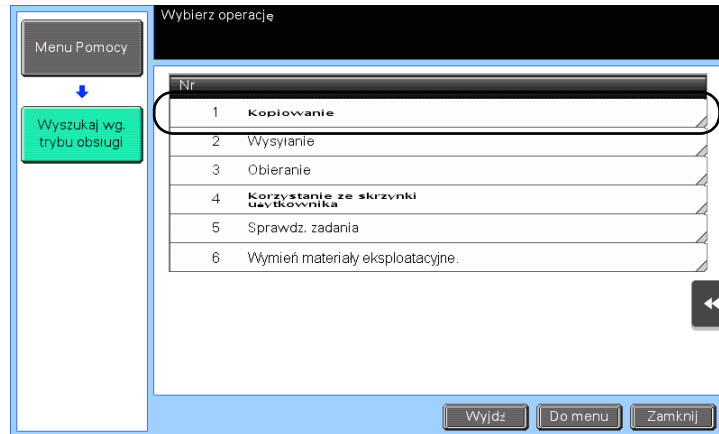 Wybierz operację
Menu Pomocy
Wyszukaj wg.
trybu obsługi
Nr
1 Kopiowanie
2 Wysyłanie
3 Obieranie
4 Korzystanie ze skrzynki
użytkownika
5 Sprawdz. zadania
6 Wymień materiały eksploatacyjne.
Wyjdź Do menu Zamknij